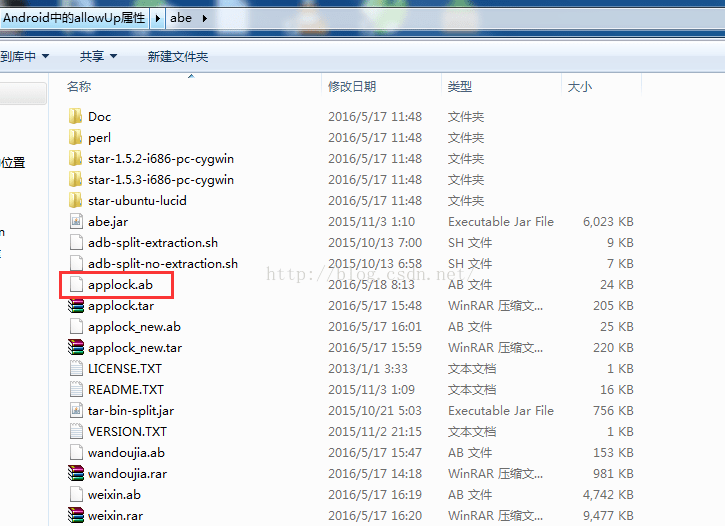 Android中的allowUp属性 abe
到库中 共享 新建文件夹
名称 修改日期 类型 大小
Doc 2016/5/17 11:48 文件夹
perl 2016/5/17 11:48 文件夹
位置 star-1.5.2-i686-pc-cygwin 2016/5/17 11:48 文件夹
star-1.5.3-i686-pc-cygwin 2016/5/17 11:48 文件夹
star-ubuntu-lucid 2016/5/17 11:48 文件夹
n abe.jar 2015/11/3 1:10 Executable Jar File 6,023 KB
adb-split-extraction.sh 2015/10/13 7:00 SH 文件 9 KB
adb-split-no-extraction.sh 2015/10/13 6:58 SH 文件 7 KB
http://blog.csdn.net/
applock.ab 2016/5/18 8:13 AB 文件 24 KB
applock.tar 2016/5/17 15:48 WinRAR 压缩文... 205 KB
applock_new.ab 2016/5/17 16:01 AB 文件 25 KB
applock_new.tar 2016/5/17 15:59 WinRAR 压缩文... 220 KB
LICENSE.TXT 2013/1/1 3:33 文本文档 1 KB
README.TXT 2015/11/3 1:09 文本文档 16 KB
tar-bin-split.jar 2015/10/21 5:03 Executable Jar File 756 KB
VERSION.TXT 2015/11/2 21:15 文本文档 1 KB
wandoujia.ab 2016/5/17 15:47 AB 文件 153 KB
wandoujia.rar 2016/5/17 14:18 WinRAR 压缩文... 981 KB
weixin.ab 2016/5/17 16:19 AB 文件 4,742 KB
weixin.rar 2016/5/17 16:20 WinRAR 压缩文... 9,477 KB